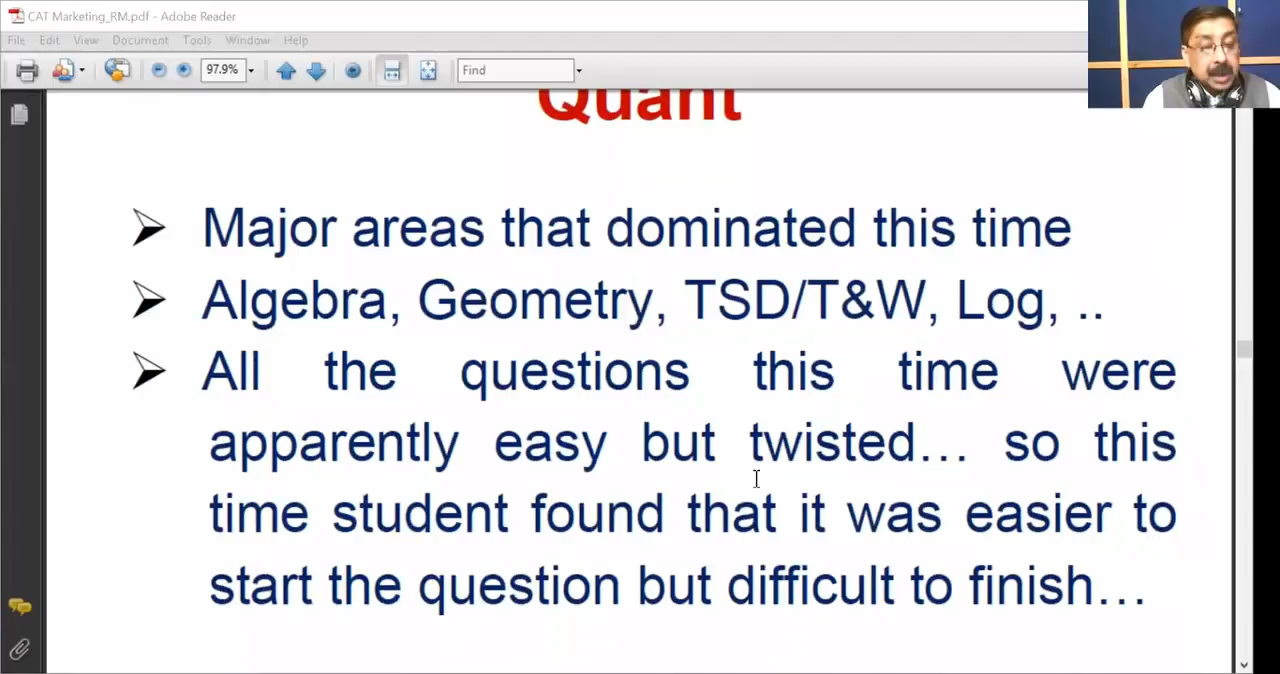 CAT Marketing_RM.pdf - Adobe Reader
File Edit View Document Tools Window Help
97.9% Find
Quant
Major areas that dominated this time
Algebra, Geometry, TSD/T&W, Log, ..
All the questions this time were
apparently easy but twisted… so this
time student found that it was easier to
start the question but difficult to finish…